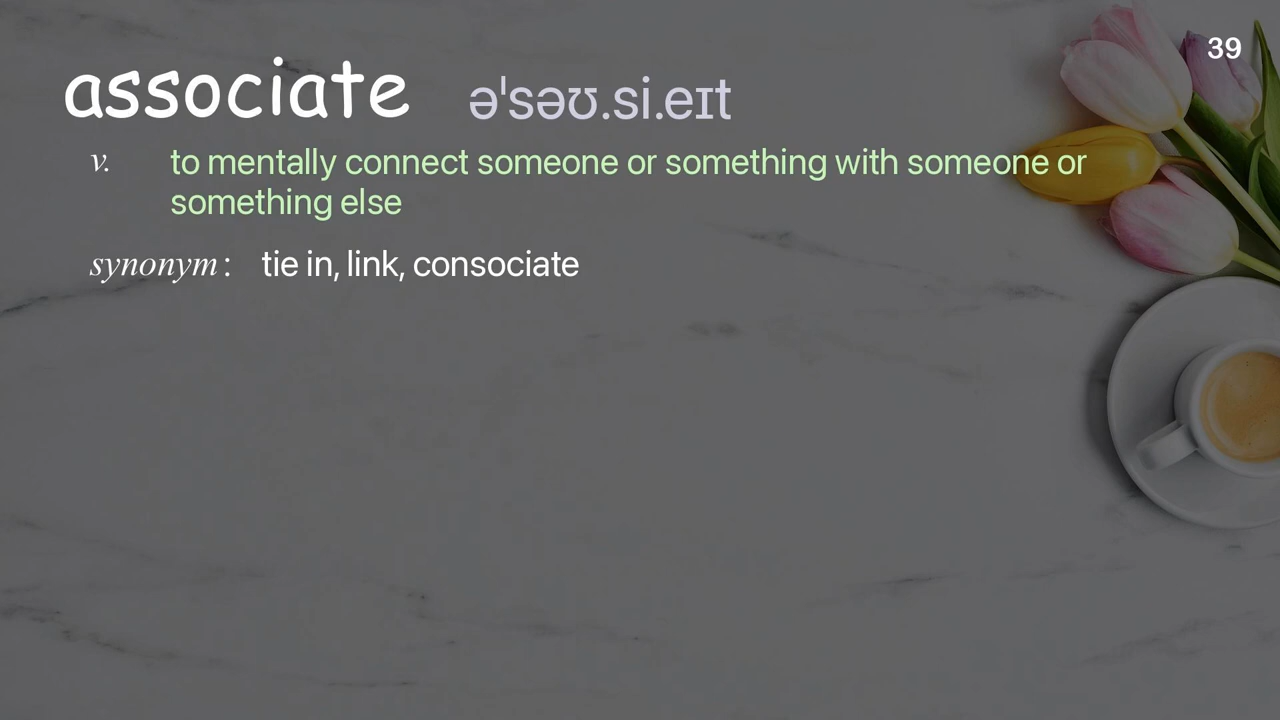 39
associate əˈsəʊ.si.eɪt
v. to mentally connect someone or something with someone or
something else
synonym : tie in, link, consociate